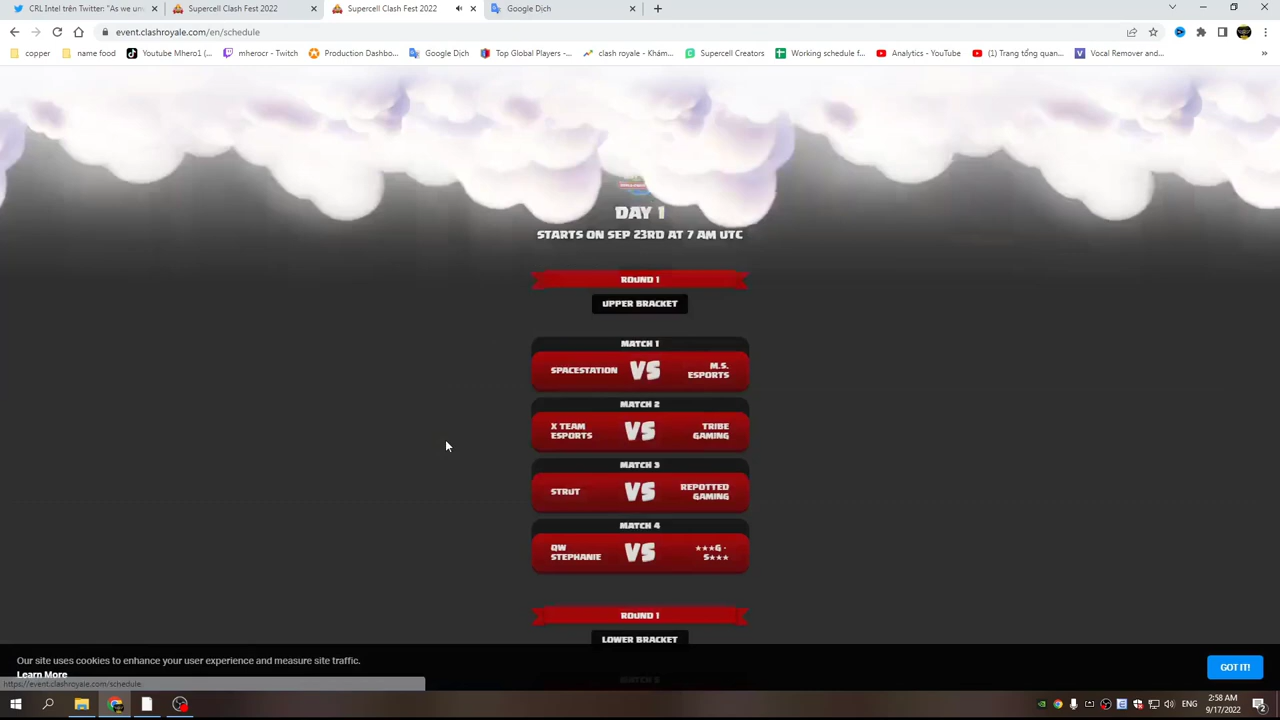 CRL Intel trên Twitter: "As we un
Supercell Clash Fest 2022
Supercell Clash Fest 2022
Google Dịch
event.clashroyale.com/en/schedule
copper
name food
Youtube Mhero1 (...
mherocr - Twitch
Production Dashbo...
Google Dịch
Top Global Players -...
clash royale - Khám...
Supercell Creators
Working schedule f...
Analytics - YouTube
(1) Trang tổng quan...
Vocal Remover and...
»
DAY 1
STARTS ON SEP 23RD AT 7 AM UTC
ROUND 1
UPPER BRACKET
MATCH 1
SPACESTATION VS M.S. ESPORTS
MATCH 2
X TEAM ESPORTS VS TRIBE GAMING
MATCH 3
STRUT VS REPOTTED GAMING
MATCH 4
QW STEPHANIE VS ★★★G · S★★★
ROUND 1
LOWER BRACKET
Our site uses cookies to enhance your user experience and measure site traffic.
Learn More
GOT IT!
https://event.clashroyale.com/schedule
ENG
2:58 AM
9/17/2022